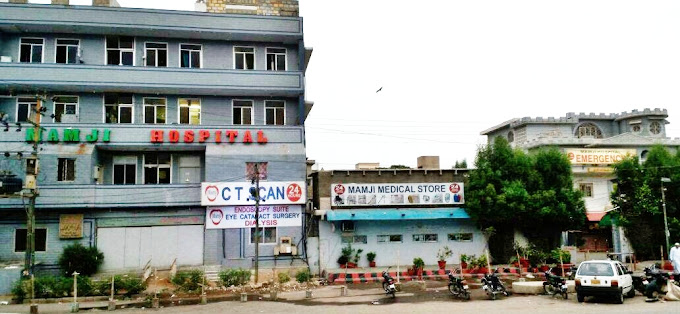 MAMJI HOSPITAL
C T SCAN 24
ENDOSCOPY SUITE
EYE CATARACT SURGERY
DIALYSIS
24 MAMJI MEDICAL STORE 24
EMERGENCY